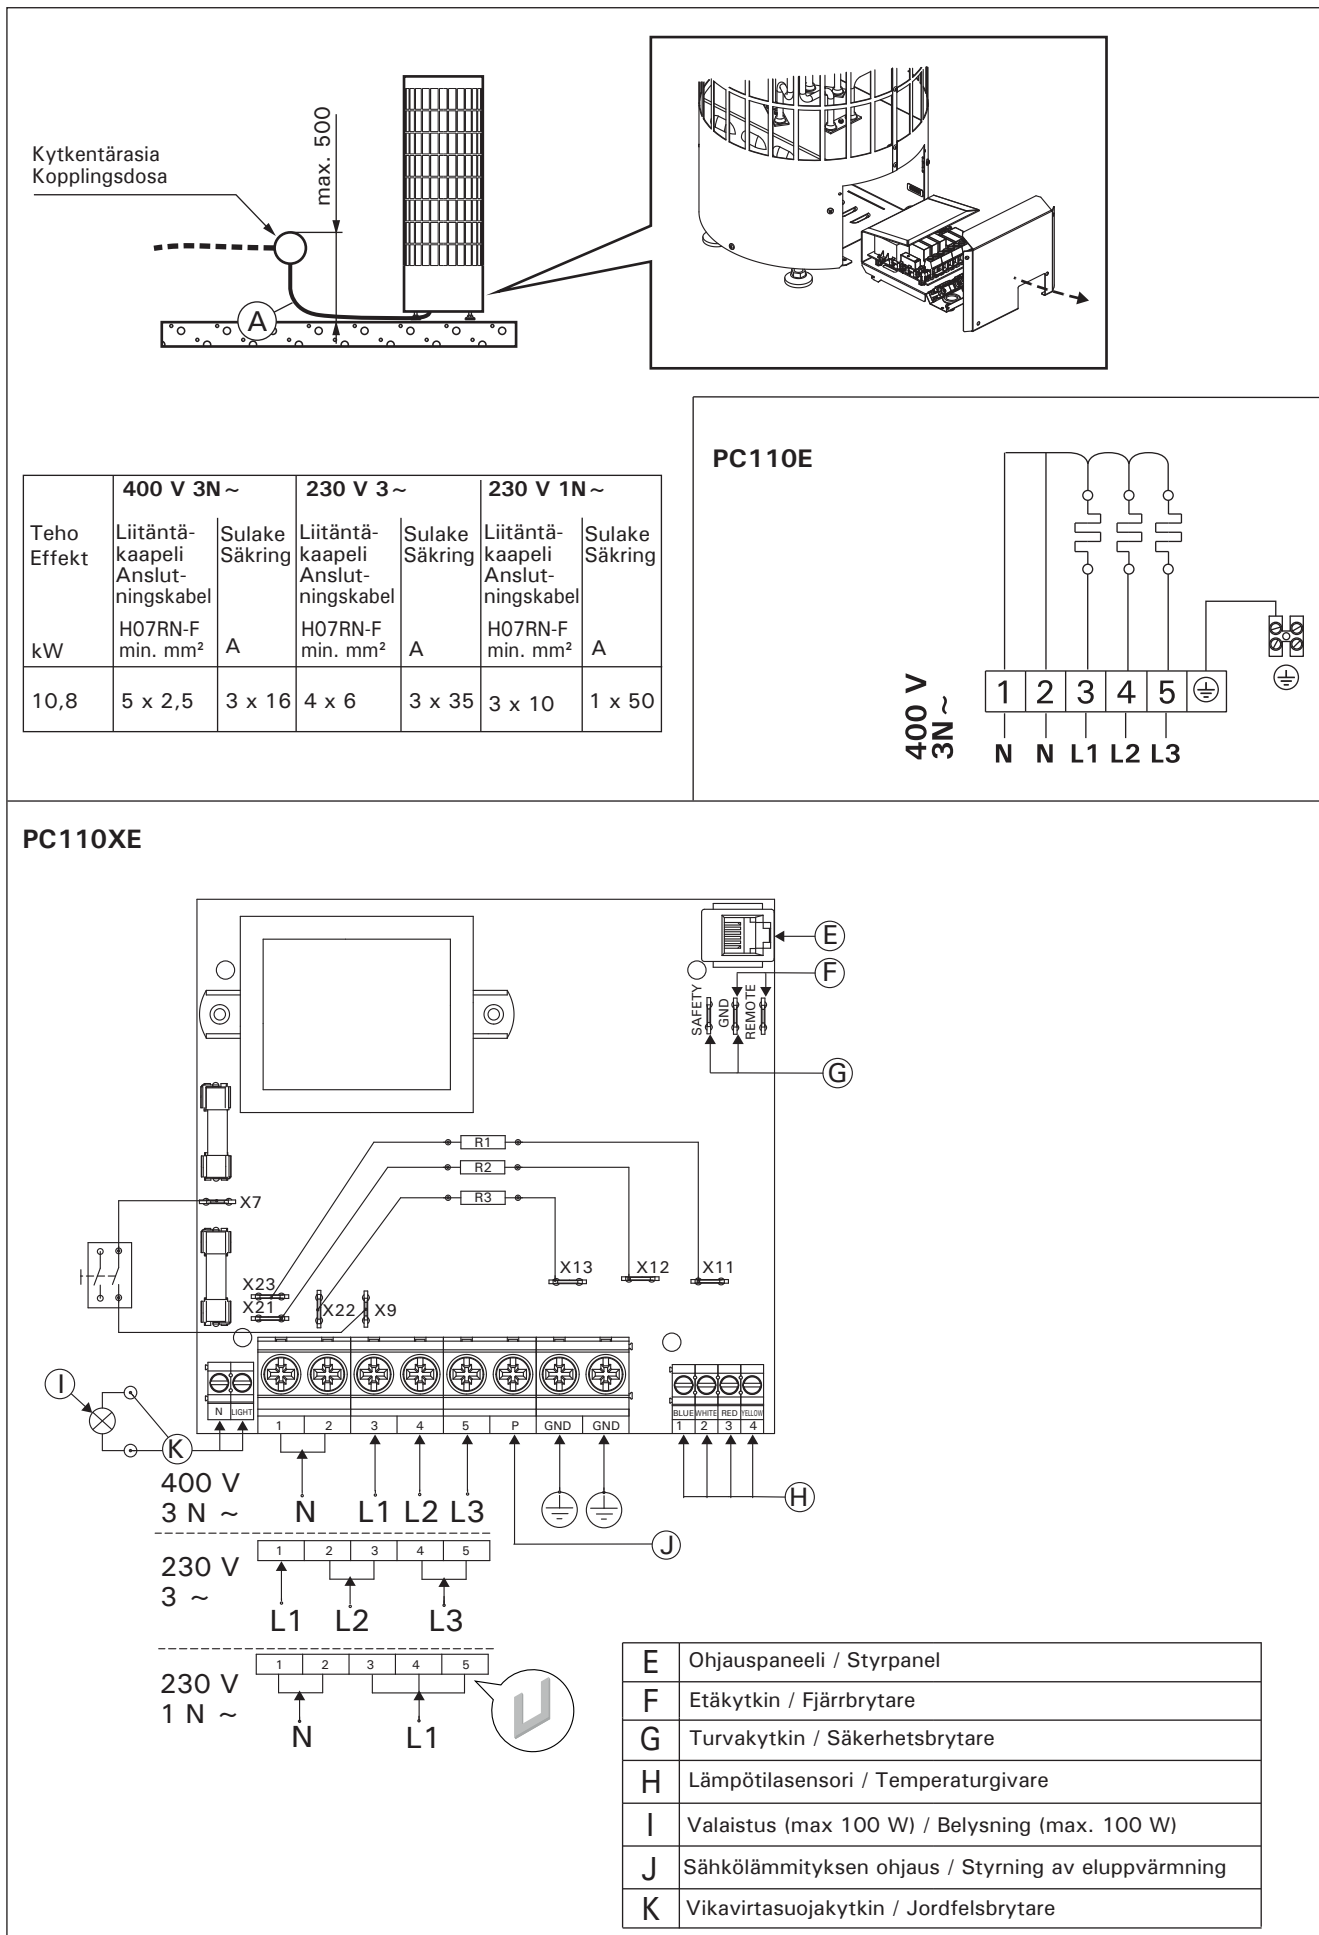 Kytkentärasia
Kopplingsdosa
max. 500
A
400 V 3N~ 230 V 3~ 230 V 1N~
Teho
Effekt
kW
Liitäntä-
kaapeli
Anslut-
ningskabel
H07RN-F
min. mm²
Sulake
Säkring
A
Liitäntä-
kaapeli
Anslut-
ningskabel
H07RN-F
min. mm²
Sulake
Säkring
A
Liitäntä-
kaapeli
Anslut-
ningskabel
H07RN-F
min. mm²
Sulake
Säkring
A
10,8 5 x 2,5 3 x 16 4 x 6 3 x 35 3 x 10 1 x 50
PC110E
400 V
3N~
1 2 3 4 5
N N L1 L2 L3
PC110XE
E
F
SAFETY
GND
REMOTE
G
R1
R2
R3
X7
X13 X12 X11
X23
X21 X22 X9
I
K
N LIGHT
1 2 3 4 5 P GND GND
BLUE WHITE RED YELLOW
1 2 3 4
H
J
400 V
3 N ~
N L1 L2 L3
230 V
3 ~
1 2 3 4 5
L1 L2 L3
230 V
1 N ~
1 2 3 4 5
N L1
E Ohjauspaneeli / Styrpanel
F Etäkytkin / Fjärrbrytare
G Turvakytkin / Säkerhetsbrytare
H Lämpötilasensori / Temperaturgivare
I Valaistus (max 100 W) / Belysning (max. 100 W)
J Sähkölämmityksen ohjaus / Styrning av eluppvärmning
K Vikavirtasuojakytkin / Jordfelsbrytare